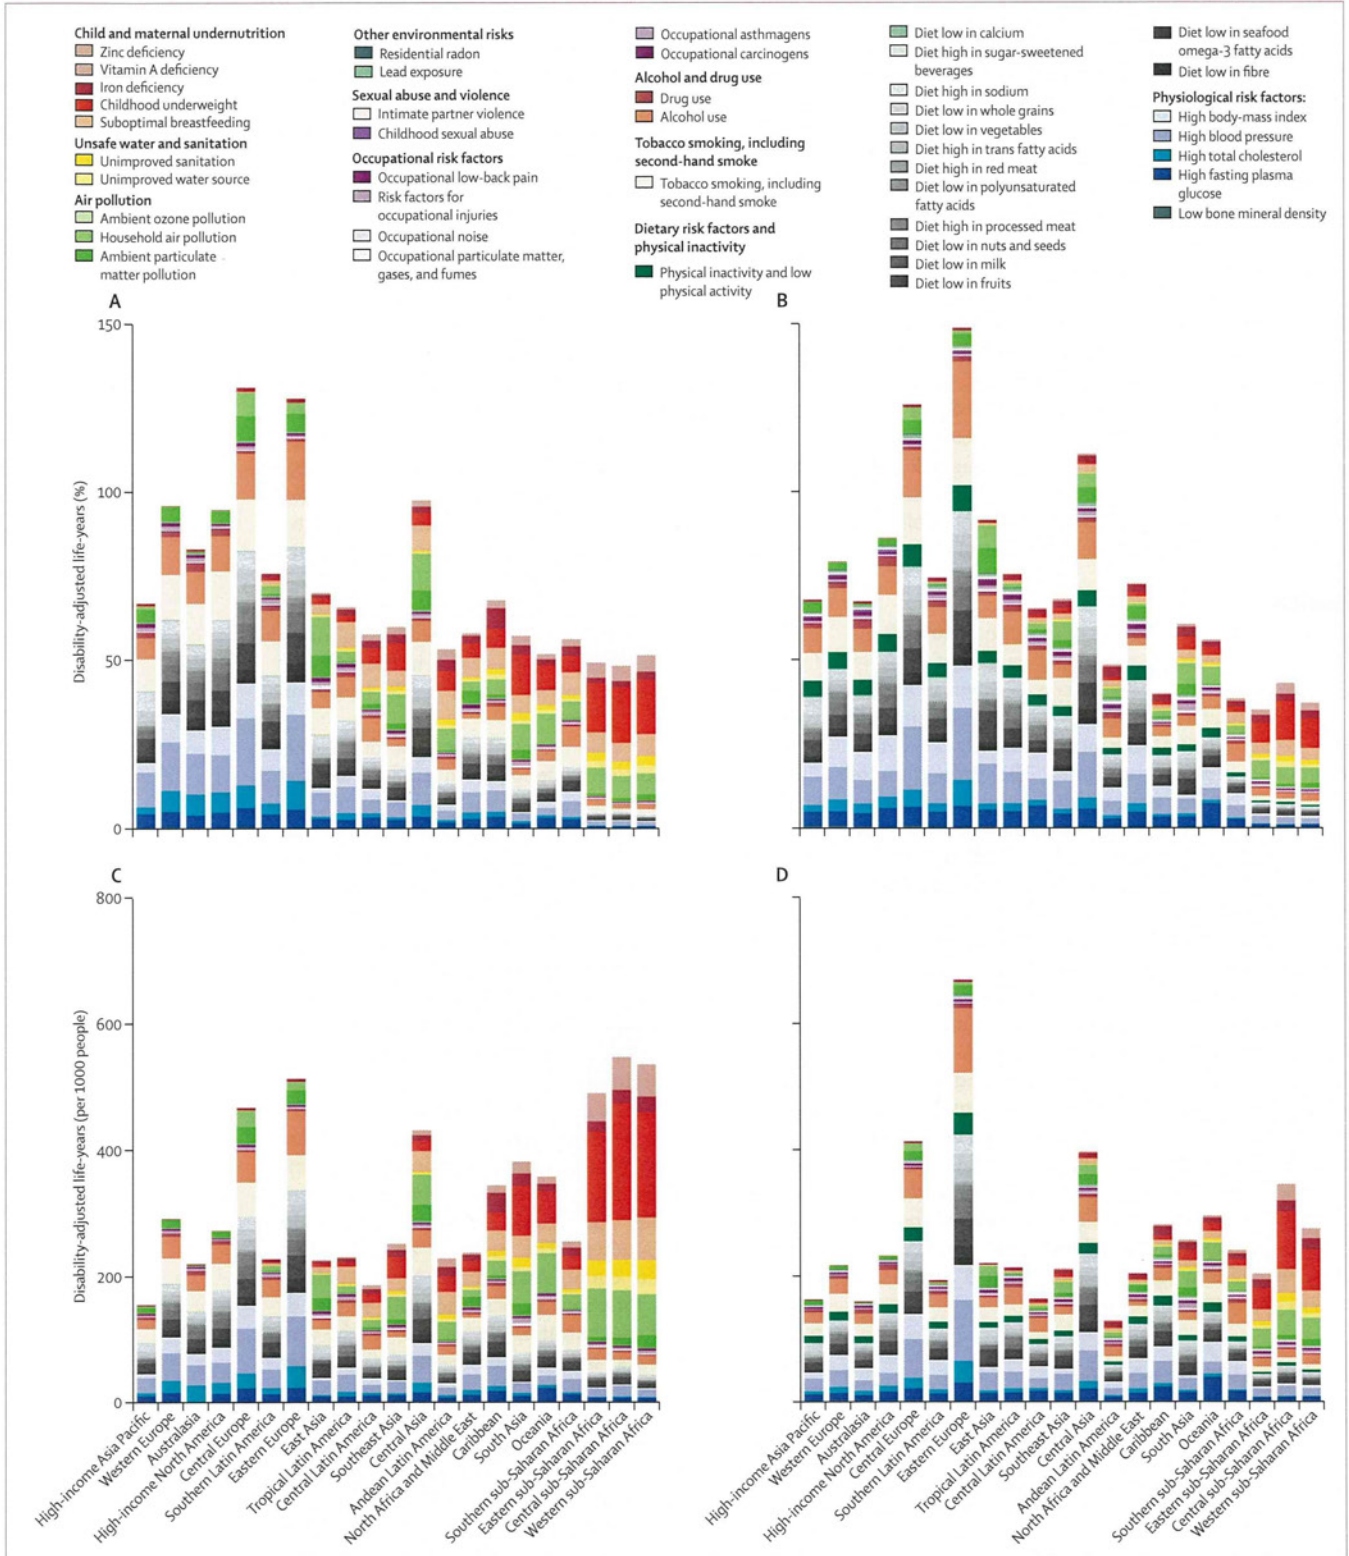 Child and maternal undernutrition
Zinc deficiency
Vitamin A deficiency
Iron deficiency
Childhood underweight
Suboptimal breastfeeding
Unsafe water and sanitation
Unimproved sanitation
Unimproved water source
Air pollution
Ambient ozone pollution
Household air pollution
Ambient particulate
matter pollution
Other environmental risks
Residential radon
Lead exposure
Sexual abuse and violence
Intimate partner violence
Childhood sexual abuse
Occupational risk factors
Occupational low-back pain
Risk factors for
occupational injuries
Occupational noise
Occupational particulate matter,
gases, and fumes
Occupational asthmagens
Occupational carcinogens
Alcohol and drug use
Drug use
Alcohol use
Tobacco smoking, including
second-hand smoke
Tobacco smoking, including
second-hand smoke
Dietary risk factors and
physical inactivity
Physical inactivity and low
physical activity
Diet low in calcium
Diet high in sugar-sweetened
beverages
Diet high in sodium
Diet low in whole grains
Diet low in vegetables
Diet high in trans fatty acids
Diet high in red meat
Diet low in polyunsaturated
fatty acids
Diet high in processed meat
Diet low in nuts and seeds
Diet low in milk
Diet low in fruits
Diet low in seafood
omega-3 fatty acids
Diet low in fibre
Physiological risk factors:
High body-mass index
High blood pressure
High total cholesterol
High fasting plasma
glucose
Low bone mineral density
A
B
150
100
50
0
Disability-adjusted life-years (%)
C
D
800
600
400
200
0
Disability-adjusted life-years (per 1000 people)
High-income Asia Pacific
Western Europe
Australasia
High-income North America
Central Europe
Southern Latin America
Eastern Europe
East Asia
Tropical Latin America
Central Latin America
Southeast Asia
Central Asia
Andean Latin America
North Africa and Middle East
Caribbean
South Asia
Oceania
Southern sub-Saharan Africa
Eastern sub-Saharan Africa
Central sub-Saharan Africa
Western sub-Saharan Africa
High-income Asia Pacific
Western Europe
Australasia
High-income North America
Central Europe
Southern Latin America
Eastern Europe
East Asia
Tropical Latin America
Central Latin America
Southeast Asia
Central Asia
Andean Latin America
North Africa and Middle East
Caribbean
South Asia
Oceania
Southern sub-Saharan Africa
Eastern sub-Saharan Africa
Central sub-Saharan Africa
Western sub-Saharan Africa